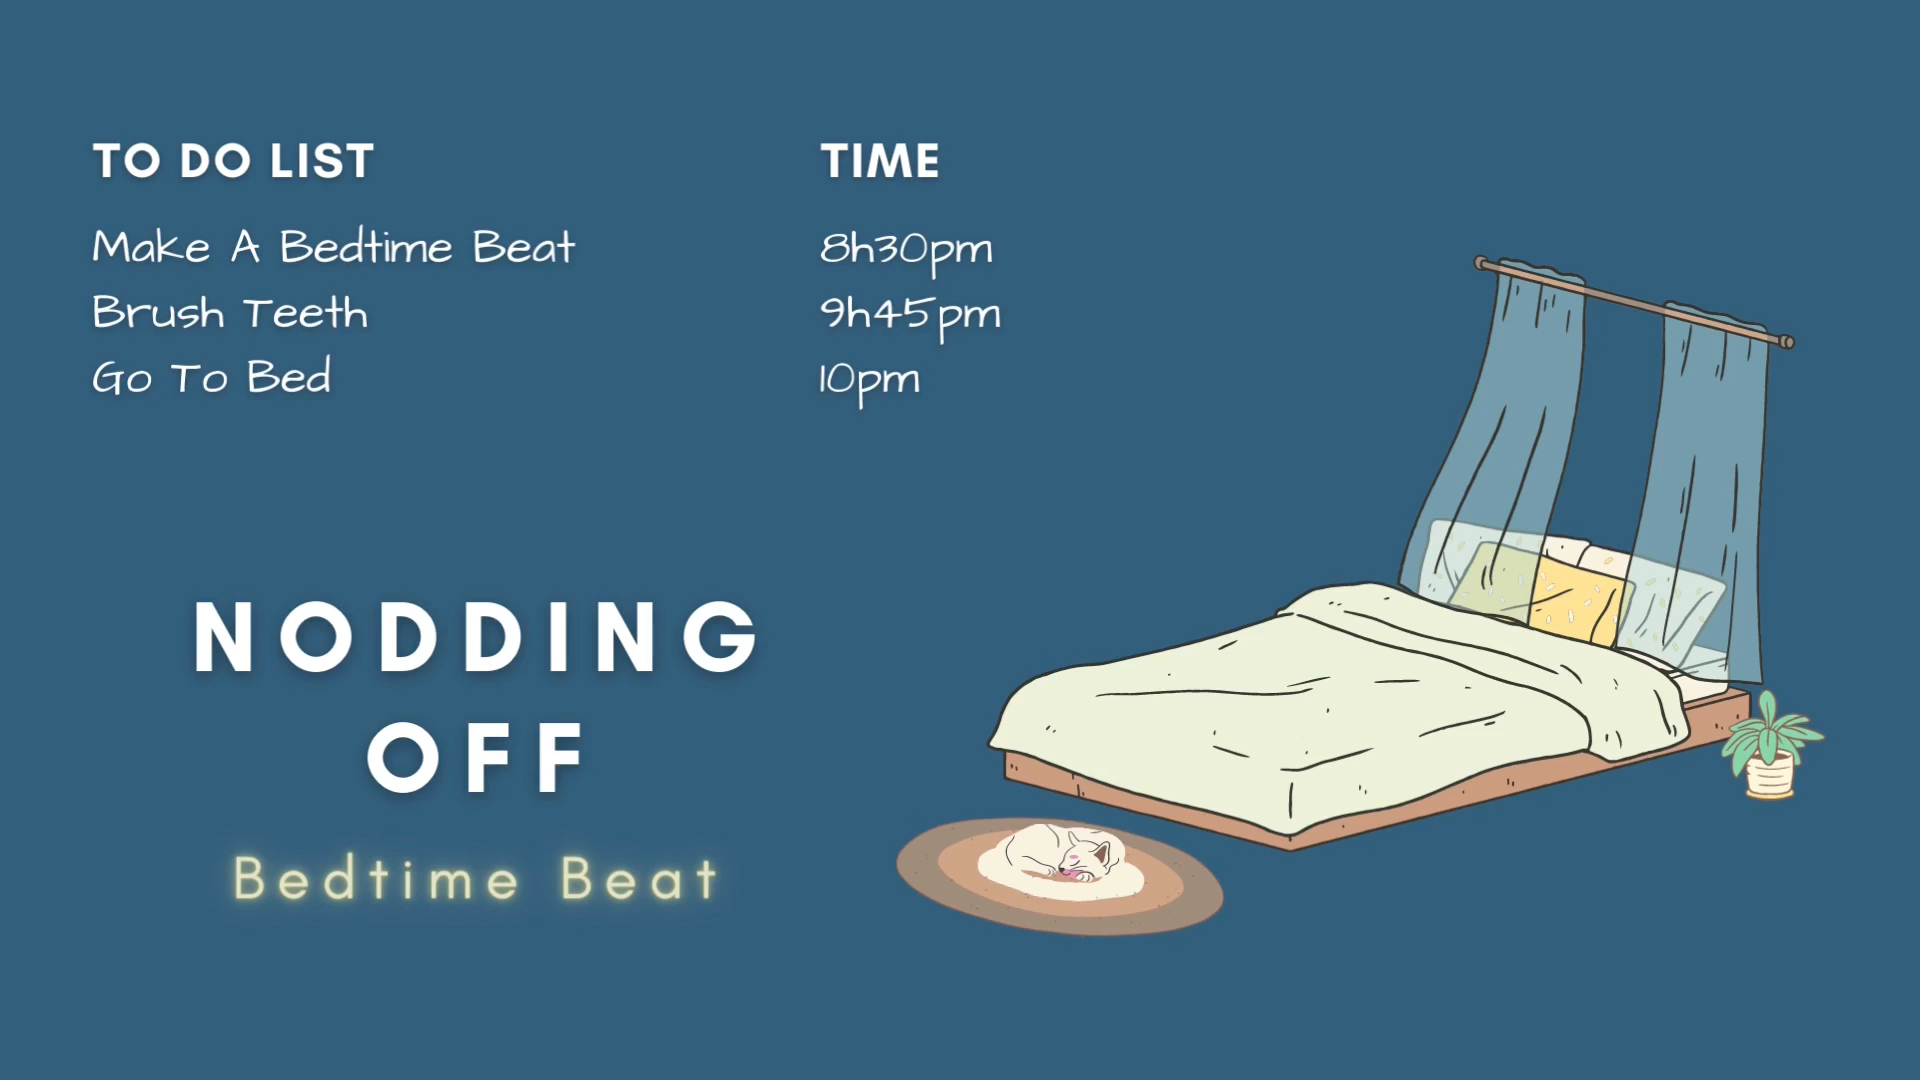 TO DO LIST
TIME
Make A Bedtime Beat
8h30pm
Brush Teeth
9h45pm
Go To Bed
10pm
NODDING
OFF
Bedtime Beat